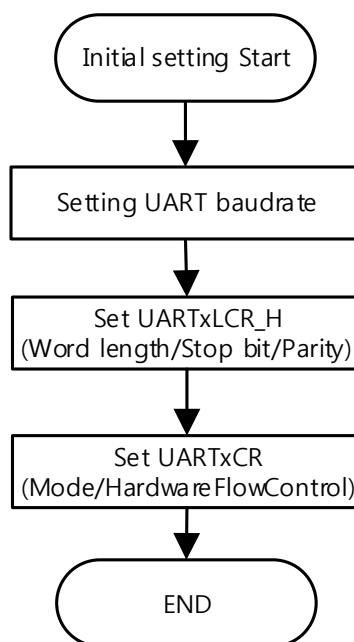 Initial setting Start
Setting UART baudrate
Set UARTxLCR_H
(Word length/Stop bit/Parity)
Set UARTxCR
(Mode/HardwareFlowControl)
END